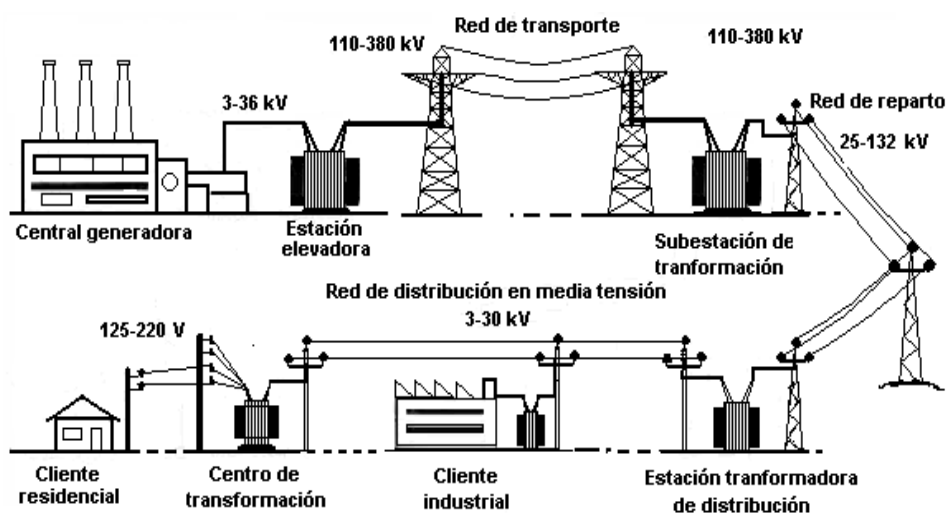 Red de transporte
110-380 kV
110-380 kV
3-36 kV
Red de reparto
25-132 kV
Central generadora
Estación
elevadora
Subestación de
tranformación
Red de distribución en media tensión
3-30 kV
125-220 V
Cliente
residencial
Centro de
transformación
Cliente
industrial
Estación tranformadora
de distribución